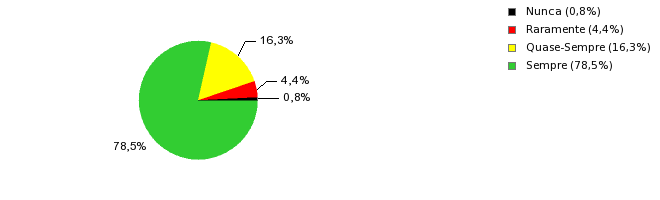 16,3%
4,4%
0,8%
78,5%
Nunca (0,8%)
Raramente (4,4%)
Quase-Sempre (16,3%)
Sempre (78,5%)